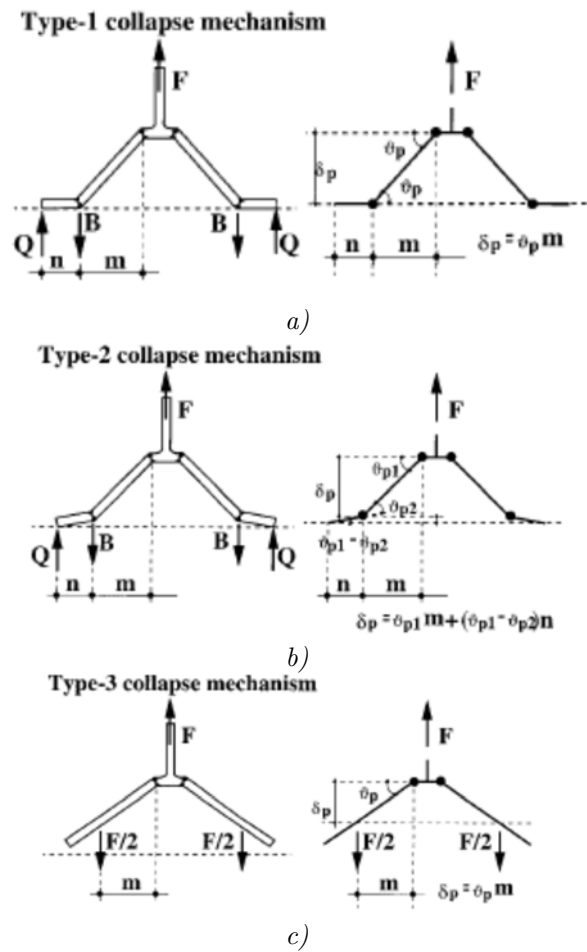 Type-1 collapse mechanism
F
F
ϑp
δp
ϑp
B
B
Q
Q
n
m
n
m
δp = ϑp m
a)
Type-2 collapse mechanism
F
F
ϑp1
δp
ϑp2
B
B
Q
Q
ϑp1 - ϑp2
n
m
n
m
δp = ϑp1 m + (ϑp1 - ϑp2) n
b)
Type-3 collapse mechanism
F
F
ϑp
δp
F/2
F/2
F/2
F/2
m
m
δp = ϑp m
c)